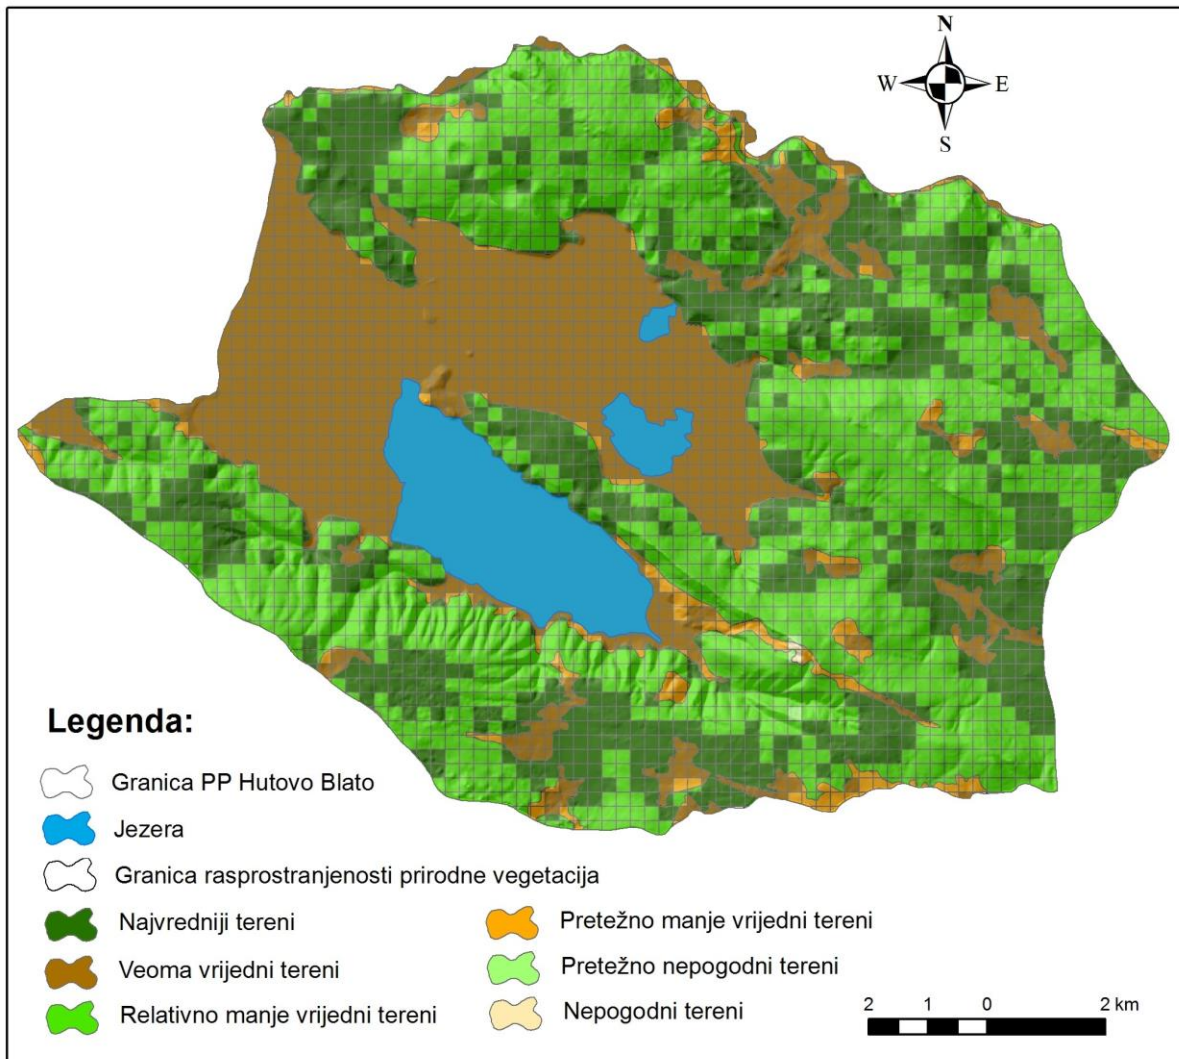 N
W E
S
Legenda:
Granica PP Hutovo Blato
Jezera
Granica rasprostranjenosti prirodne vegetacija
Najvredniji tereni
Veoma vrijedni tereni
Relativno manje vrijedni tereni
Pretežno manje vrijedni tereni
Pretežno nepogodni tereni
Nepogodni tereni
2 1 0 2 km